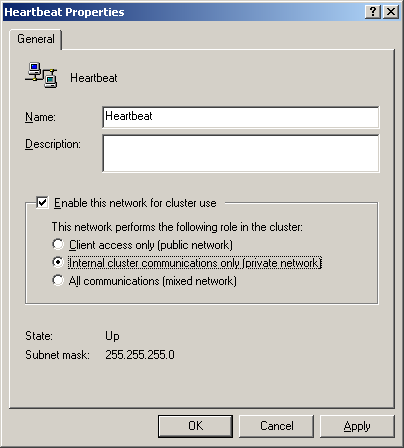 Heartbeat Properties
General
Heartbeat
Name: Heartbeat
Description:
Enable this network for cluster use
This network performs the following role in the cluster:
Client access only (public network)
Internal cluster communications only (private network)
All communications (mixed network)
State: Up
Subnet mask: 255.255.255.0
OK Cancel Apply